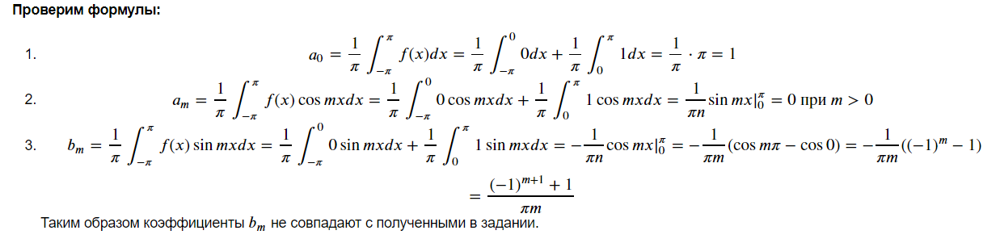 Проверим формулы:
1. $a_0 = \frac{1}{\pi} \int_{-\pi}^{\pi} f(x)dx = \frac{1}{\pi} \int_{-\pi}^{0} 0dx + \frac{1}{\pi} \int_{0}^{\pi} 1dx = \frac{1}{\pi} \cdot \pi = 1$
2. $a_m = \frac{1}{\pi} \int_{-\pi}^{\pi} f(x) \cos mxdx = \frac{1}{\pi} \int_{-\pi}^{0} 0 \cos mxdx + \frac{1}{\pi} \int_{0}^{\pi} 1 \cos mxdx = \frac{1}{\pi n} \sin mx|_0^{\pi} = 0$ при $m > 0$
3. $b_m = \frac{1}{\pi} \int_{-\pi}^{\pi} f(x) \sin mxdx = \frac{1}{\pi} \int_{-\pi}^{0} 0 \sin mxdx + \frac{1}{\pi} \int_{0}^{\pi} 1 \sin mxdx = -\frac{1}{\pi n} \cos mx|_0^{\pi} = -\frac{1}{\pi m} (\cos m\pi - \cos 0) = -\frac{1}{\pi m} ((-1)^m - 1)$
$= \frac{(-1)^{m+1} + 1}{\pi m}$
Таким образом коэффициенты $b_m$ не совпадают с полученными в задании.